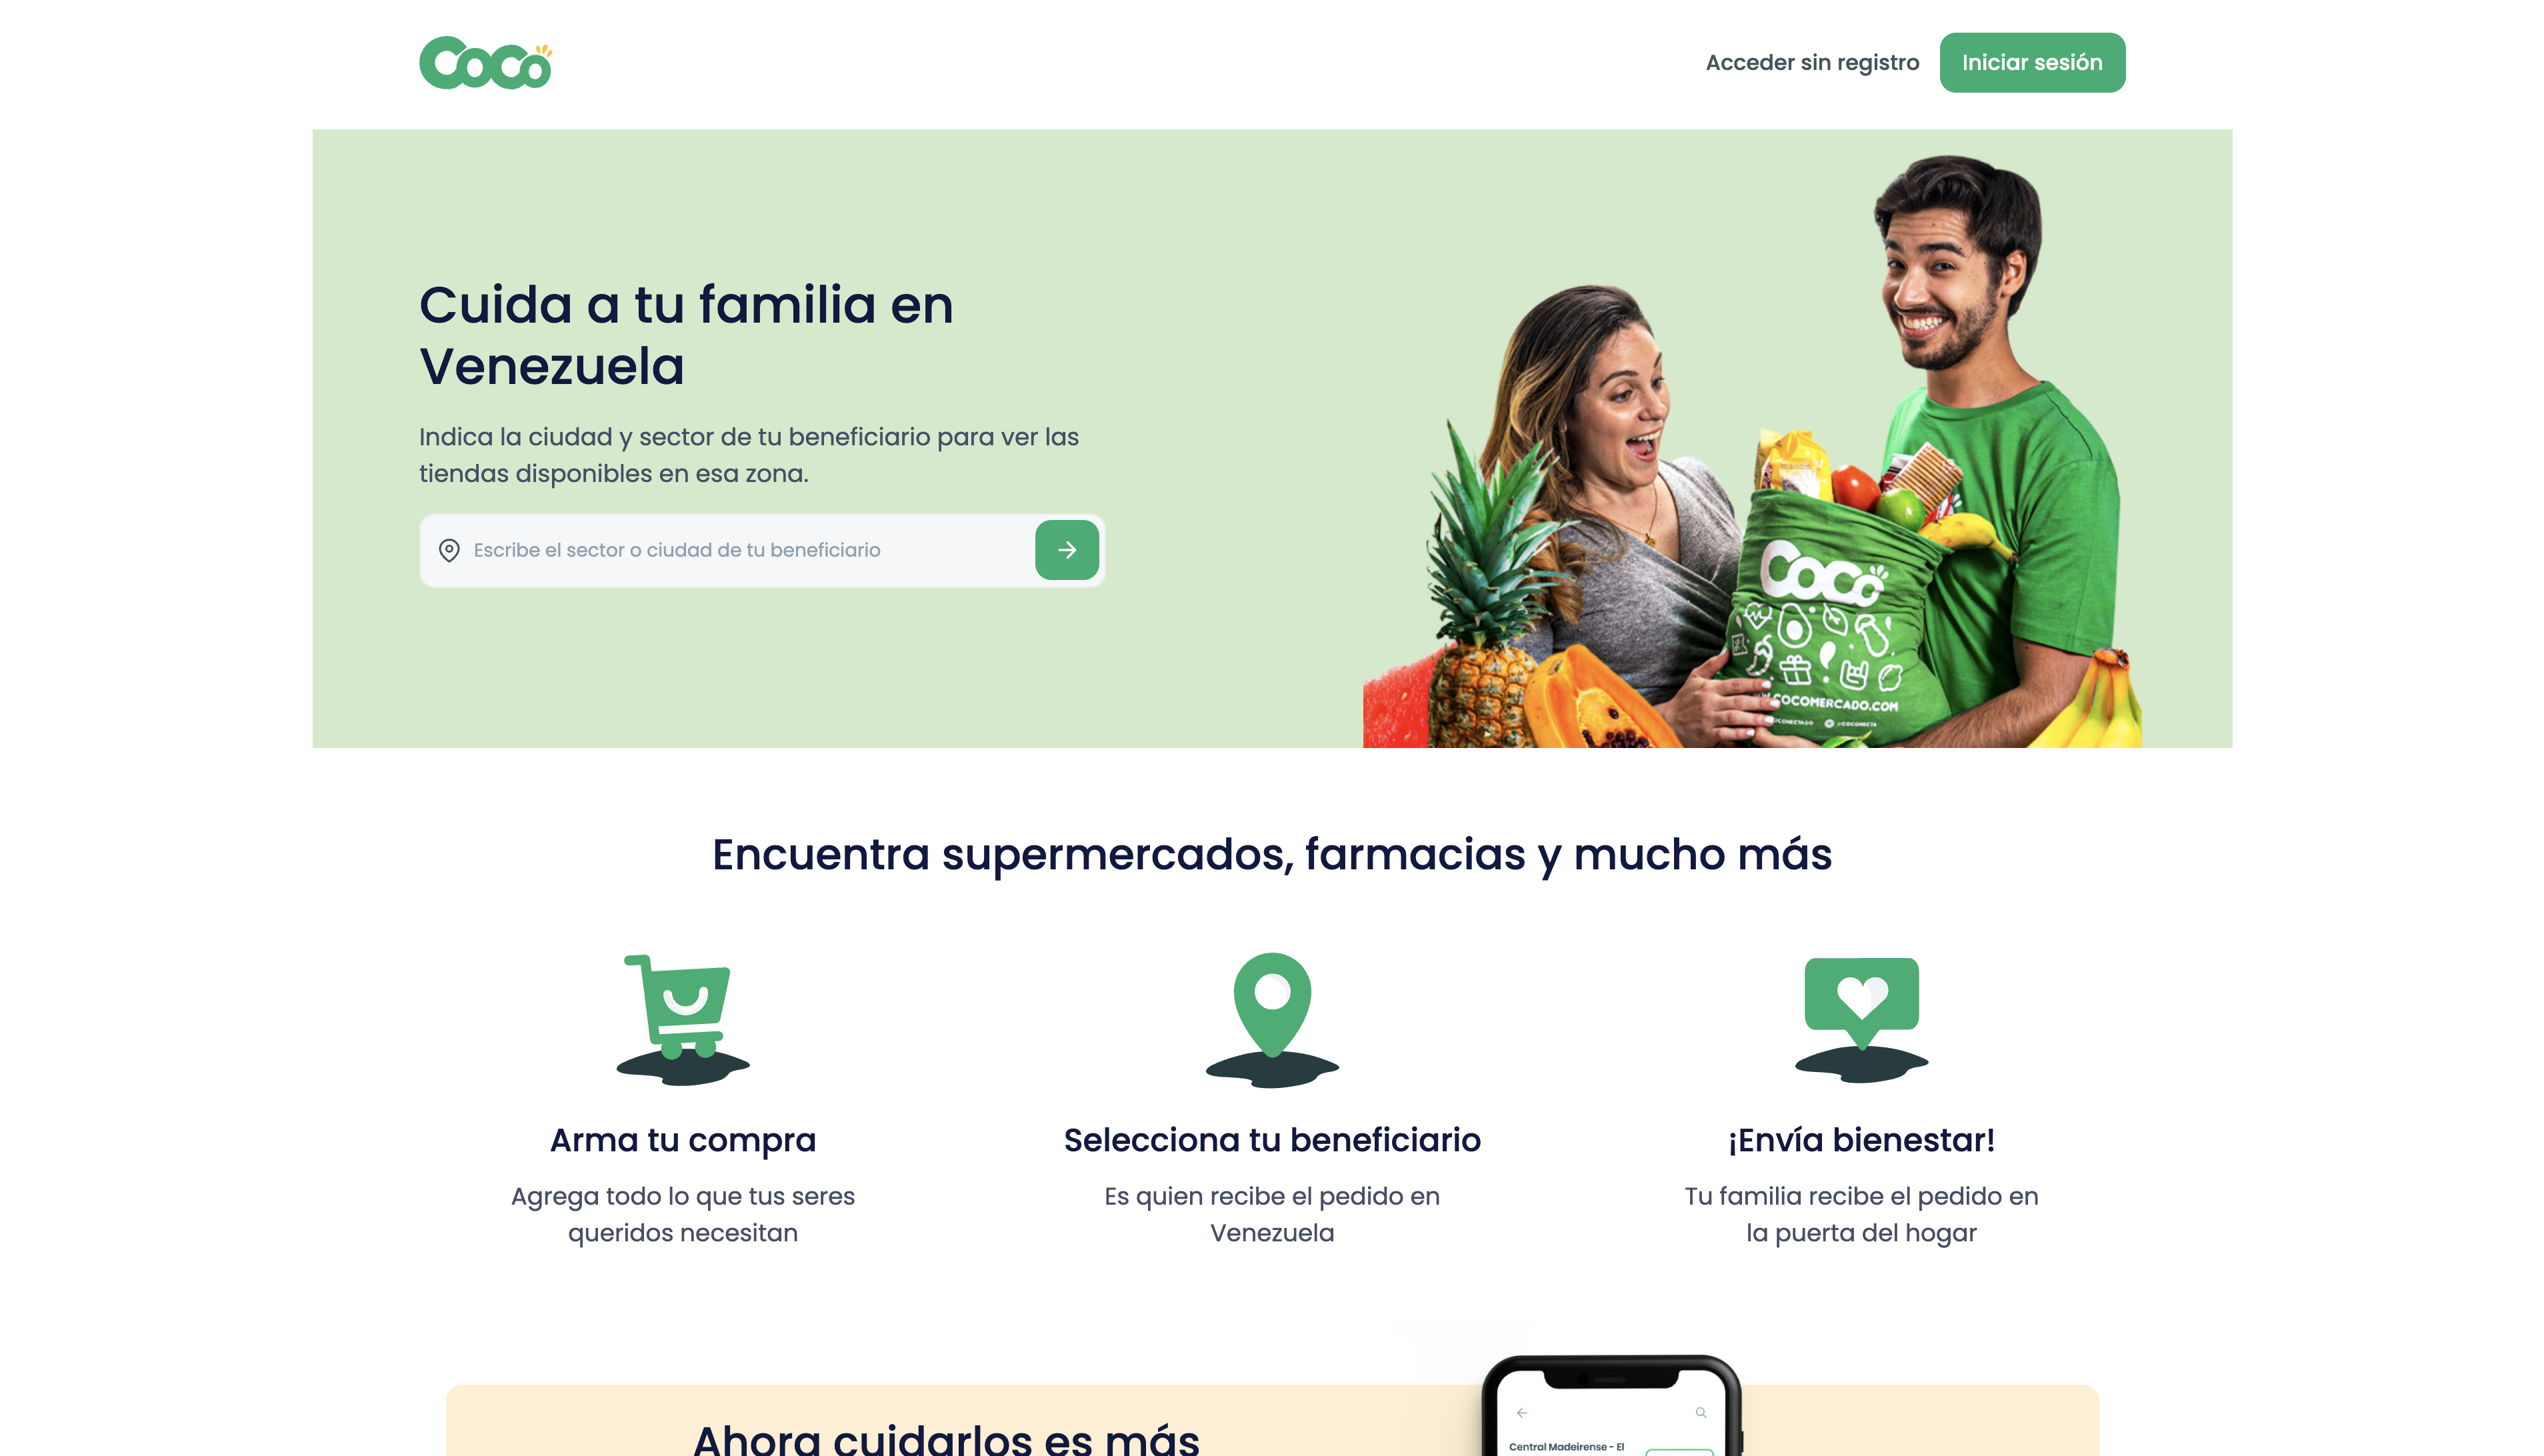 Coco
Acceder sin registro
Iniciar sesión
Cuida a tu familia en
Venezuela
Indica la ciudad y sector de tu beneficiario para ver las
tiendas disponibles en esa zona.
Escribe el sector o ciudad de tu beneficiario
Coco
COCOMERCADO.COM
Encuentra supermercados, farmacias y mucho más
Arma tu compra
Agrega todo lo que tus seres
queridos necesitan
Selecciona tu beneficiario
Es quien recibe el pedido en
Venezuela
¡Envía bienestar!
Tu familia recibe el pedido en
la puerta del hogar
Ahora cuidarlos es más
Central Madeirense - El